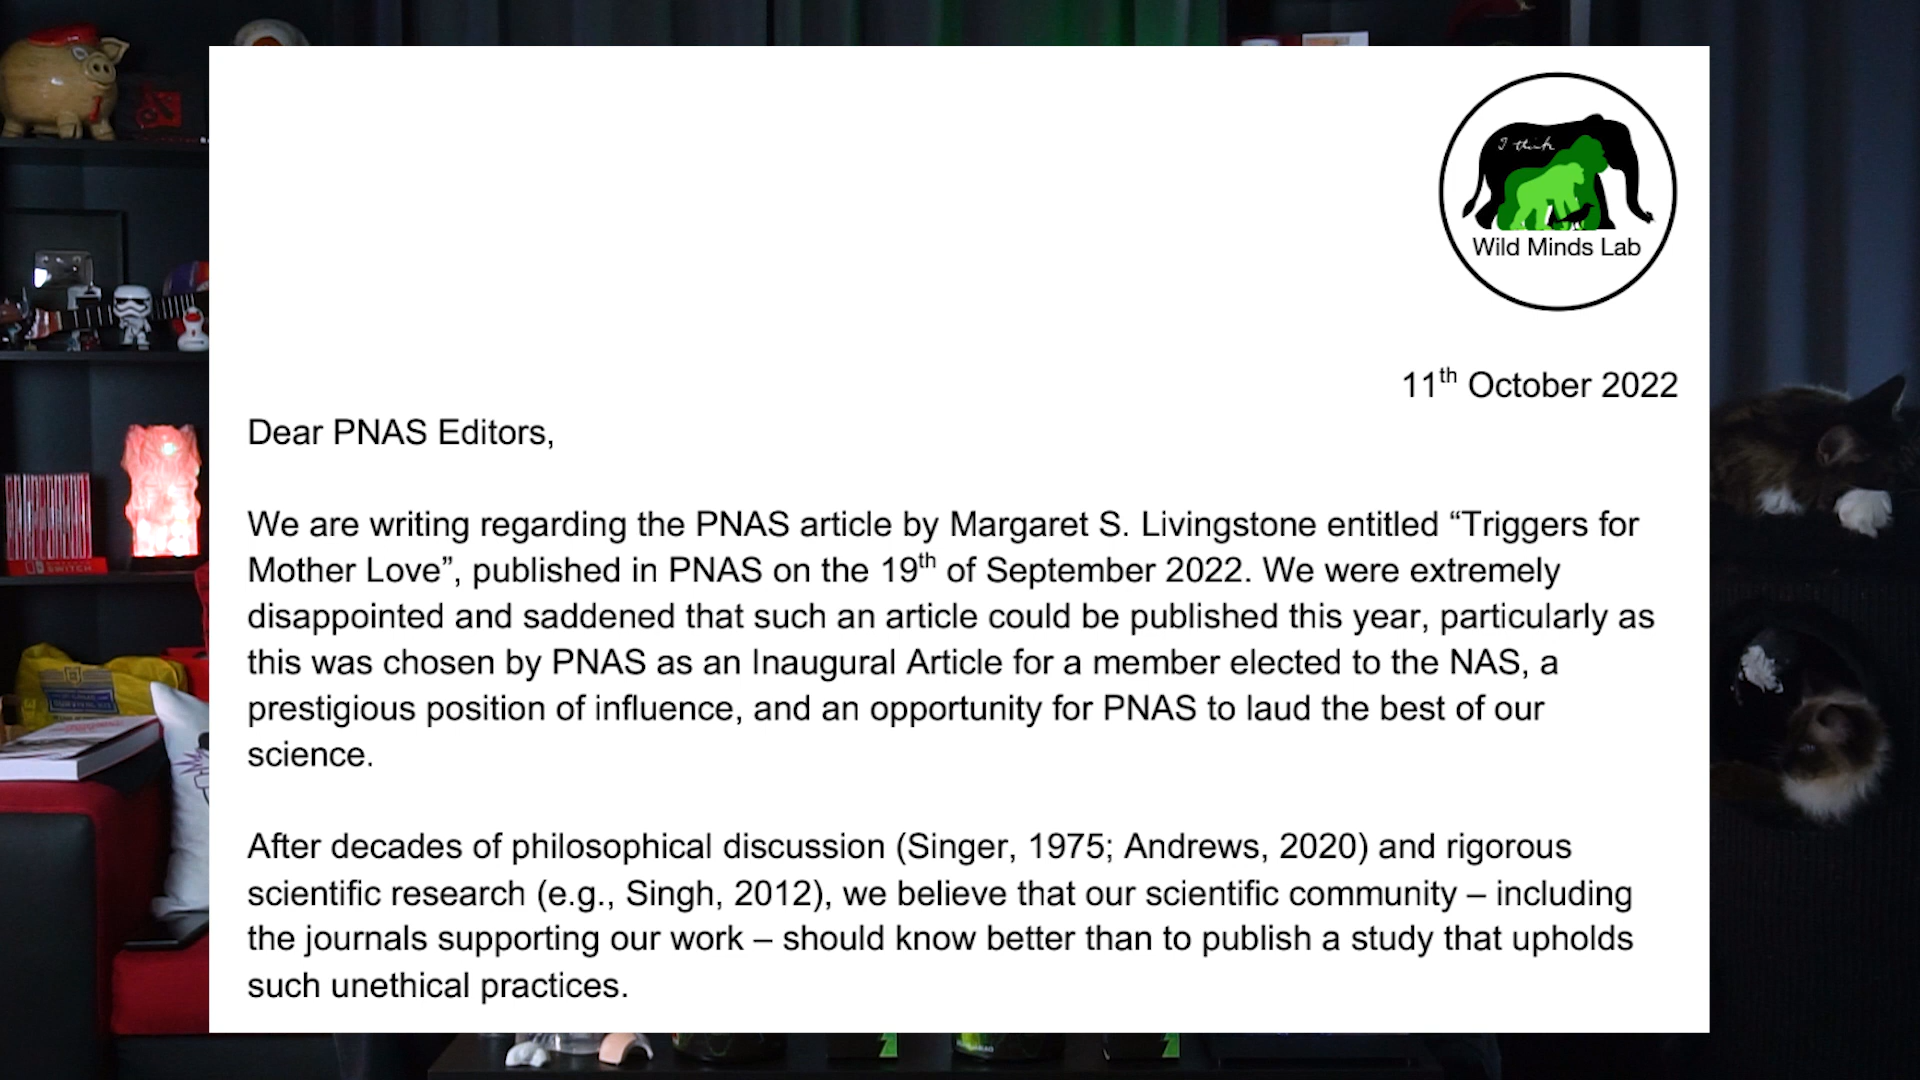 I think
Wild Minds Lab
11th October 2022
Dear PNAS Editors,
We are writing regarding the PNAS article by Margaret S. Livingstone entitled “Triggers for
Mother Love”, published in PNAS on the 19th of September 2022. We were extremely
disappointed and saddened that such an article could be published this year, particularly as
this was chosen by PNAS as an Inaugural Article for a member elected to the NAS, a
prestigious position of influence, and an opportunity for PNAS to laud the best of our
science.
After decades of philosophical discussion (Singer, 1975; Andrews, 2020) and rigorous
scientific research (e.g., Singh, 2012), we believe that our scientific community – including
the journals supporting our work – should know better than to publish a study that upholds
such unethical practices.
SWITCH